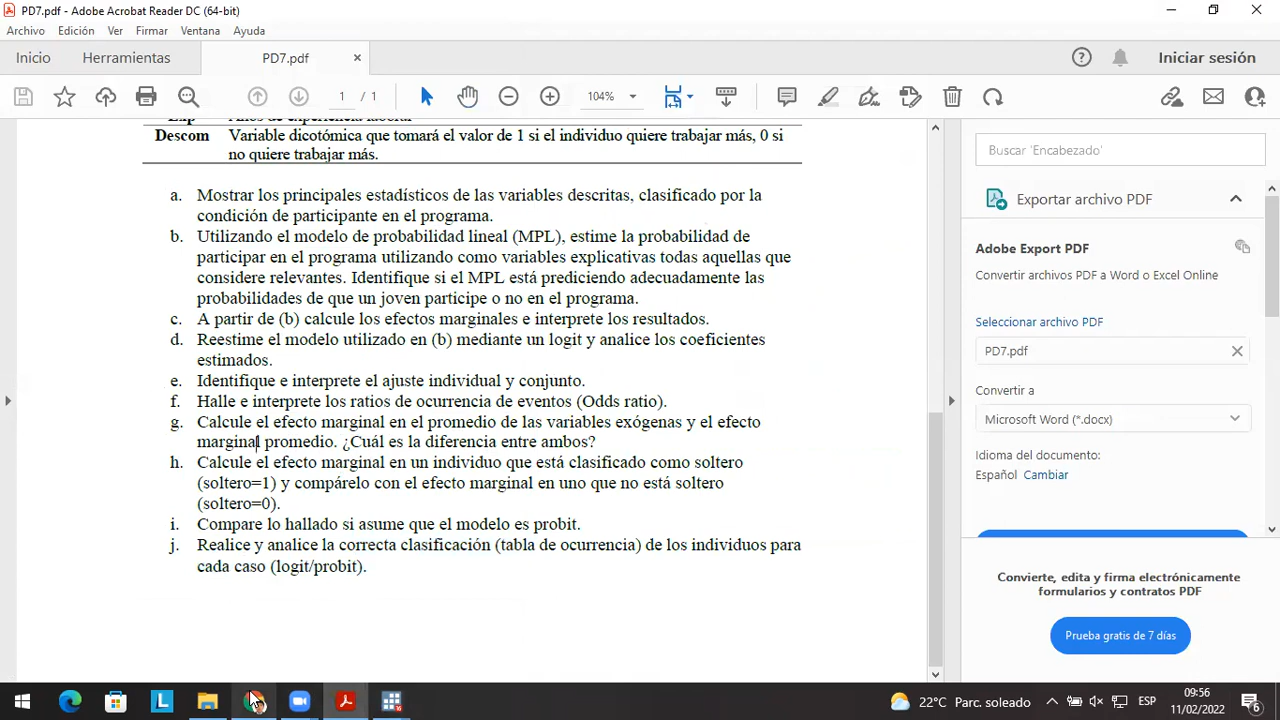 PD7.pdf - Adobe Acrobat Reader DC (64-bit)
Archivo Edición Ver Firmar Ventana Ayuda
Inicio Herramientas PD7.pdf × Iniciar sesión
1 / 1 104%
Exp Años de experiencia laboral
Descom Variable dicotómica que tomará el valor de 1 si el individuo quiere trabajar más, 0 si
no quiere trabajar más.
a. Mostrar los principales estadísticos de las variables descritas, clasificado por la
condición de participante en el programa.
b. Utilizando el modelo de probabilidad lineal (MPL), estime la probabilidad de
participar en el programa utilizando como variables explicativas todas aquellas que
considere relevantes. Identifique si el MPL está prediciendo adecuadamente las
probabilidades de que un joven participe o no en el programa.
c. A partir de (b) calcule los efectos marginales e interprete los resultados.
d. Reestime el modelo utilizado en (b) mediante un logit y analice los coeficientes
estimados.
e. Identifique e interprete el ajuste individual y conjunto.
f. Halle e interprete los ratios de ocurrencia de eventos (Odds ratio).
g. Calcule el efecto marginal en el promedio de las variables exógenas y el efecto
marginal promedio. ¿Cuál es la diferencia entre ambos?
h. Calcule el efecto marginal en un individuo que está clasificado como soltero
(soltero=1) y compárelo con el efecto marginal en uno que no está soltero
(soltero=0).
i. Compare lo hallado si asume que el modelo es probit.
j. Realice y analice la correcta clasificación (tabla de ocurrencia) de los individuos para
cada caso (logit/probit).
Buscar 'Encabezado'
Exportar archivo PDF
Adobe Export PDF
Convertir archivos PDF a Word o Excel Online
Seleccionar archivo PDF
PD7.pdf
Convertir a
Microsoft Word (*.docx)
Idioma del documento:
Español Cambiar
Convierte, edita y firma electrónicamente
formularios y contratos PDF
Prueba gratis de 7 días
L 22°C Parc. soleado ESP 09:56
11/02/2022 6